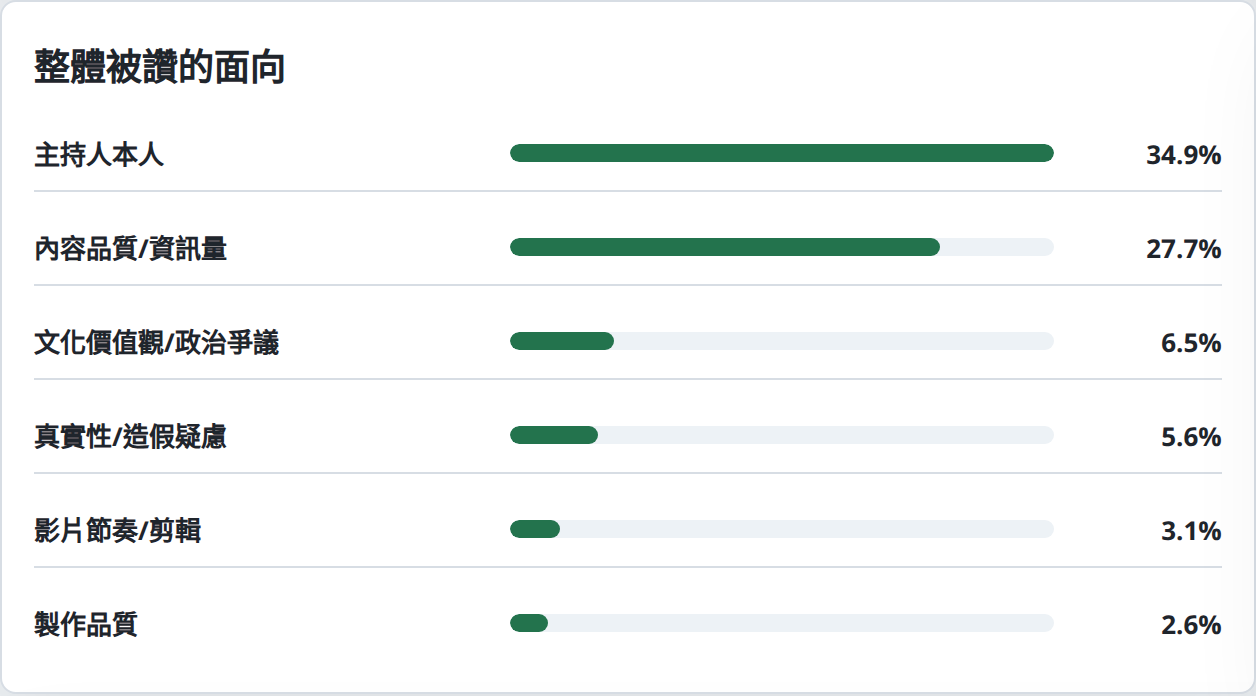 整體被讚的面向
主持人本人 34.9%
內容品質/資訊量 27.7%
文化價值觀/政治爭議 6.5%
真實性/造假疑慮 5.6%
影片節奏/剪輯 3.1%
製作品質 2.6%